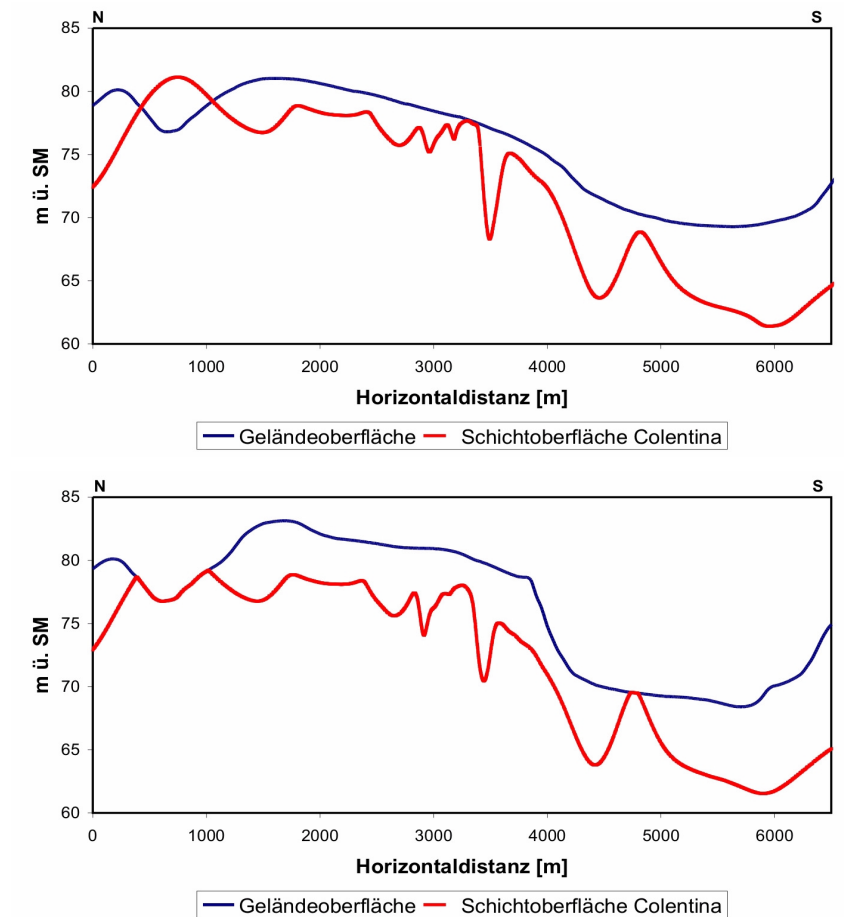 N S
85
80
75
70
65
60
m ü. SM
0 1000 2000 3000 4000 5000 6000
Horizontaldistanz [m]
Geländeoberfläche Schichtoberfläche Colentina
N S
85
80
75
70
65
60
m ü. SM
0 1000 2000 3000 4000 5000 6000
Horizontaldistanz [m]
Geländeoberfläche Schichtoberfläche Colentina